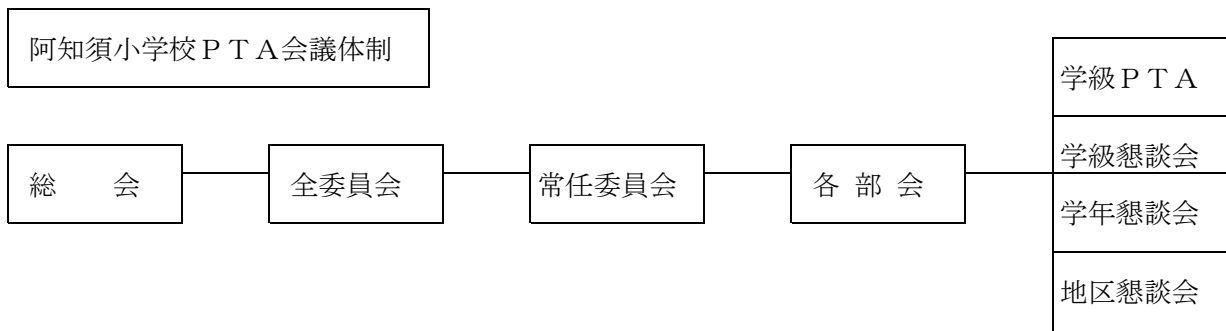 阿知須小学校ＰＴＡ会議体制
学級ＰＴＡ
学級懇談会
総　　会
全委員会
常任委員会
各 部 会
学年懇談会
地区懇談会